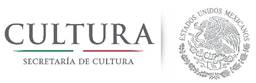 CULTURA
SECRETARÍA DE CULTURA
ESTADOS UNIDOS MEXICANOS